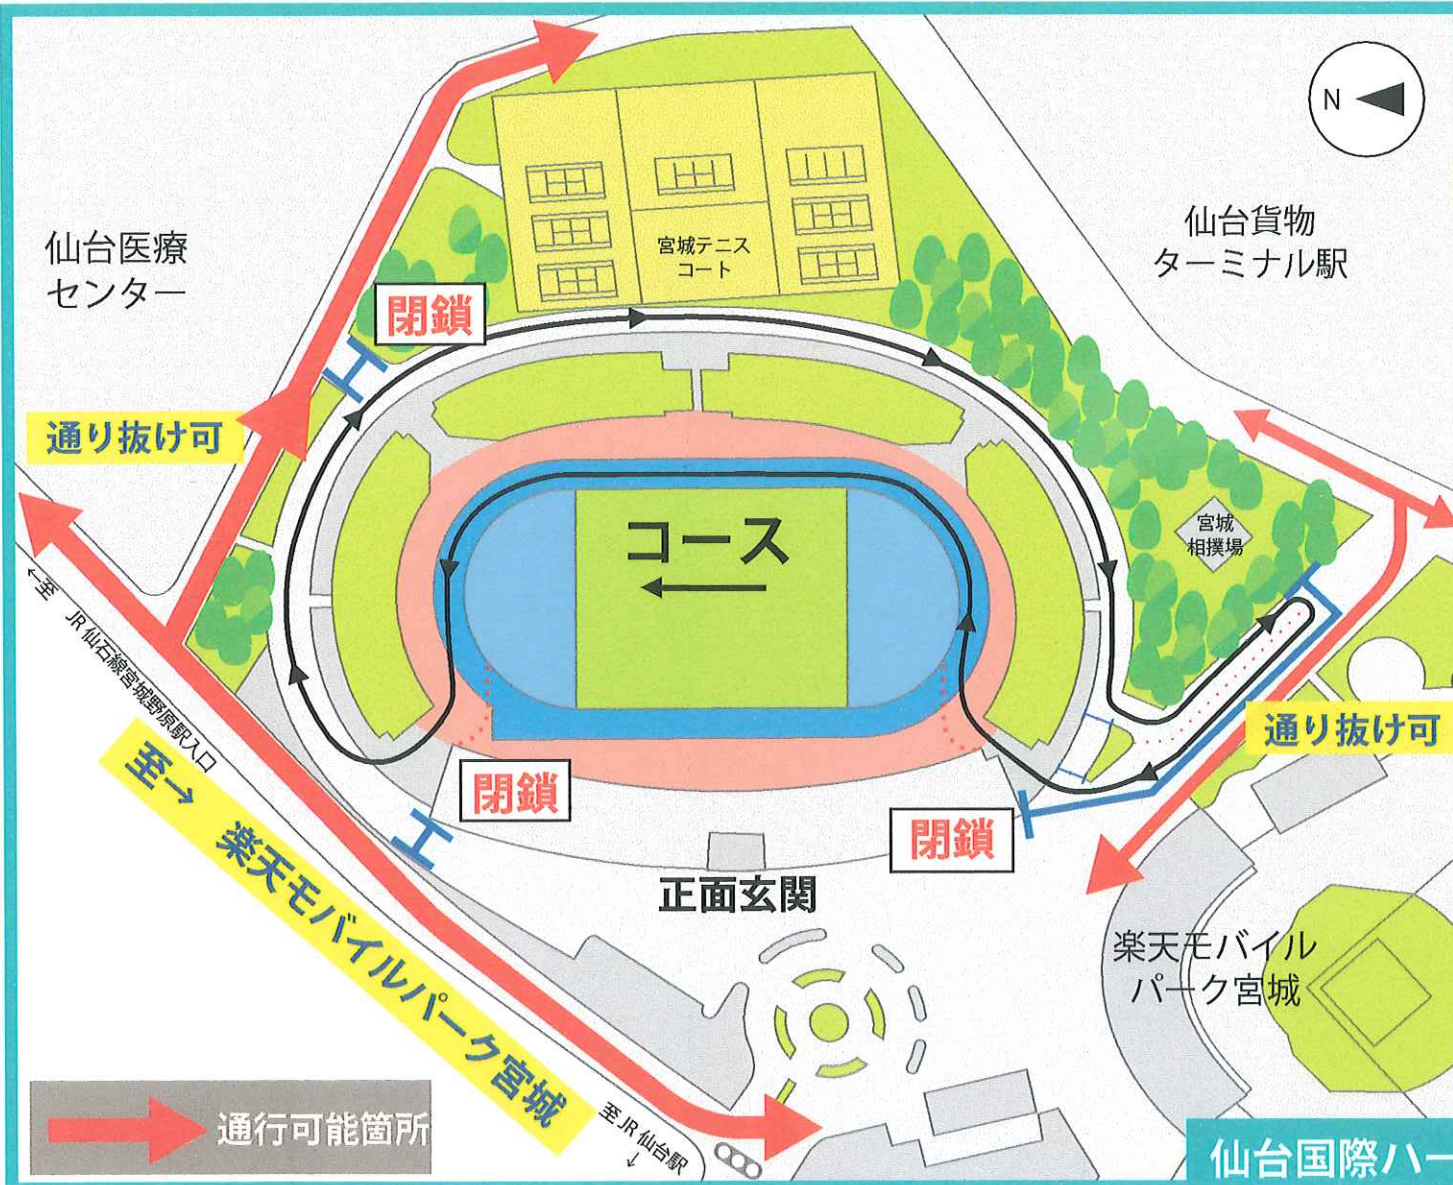 N
仙台医療
センター
宮城テニス
コート
仙台貨物
ターミナル駅
閉鎖
通り抜け可
コース
宮城
相撲場
←至 JR仙石線宮城野原駅入口
通り抜け可
至→ 楽天モバイルパーク宮城
閉鎖
閉鎖
正面玄関
楽天モバイル
パーク宮城
通行可能箇所
至JR仙台駅→
仙台国際ハー